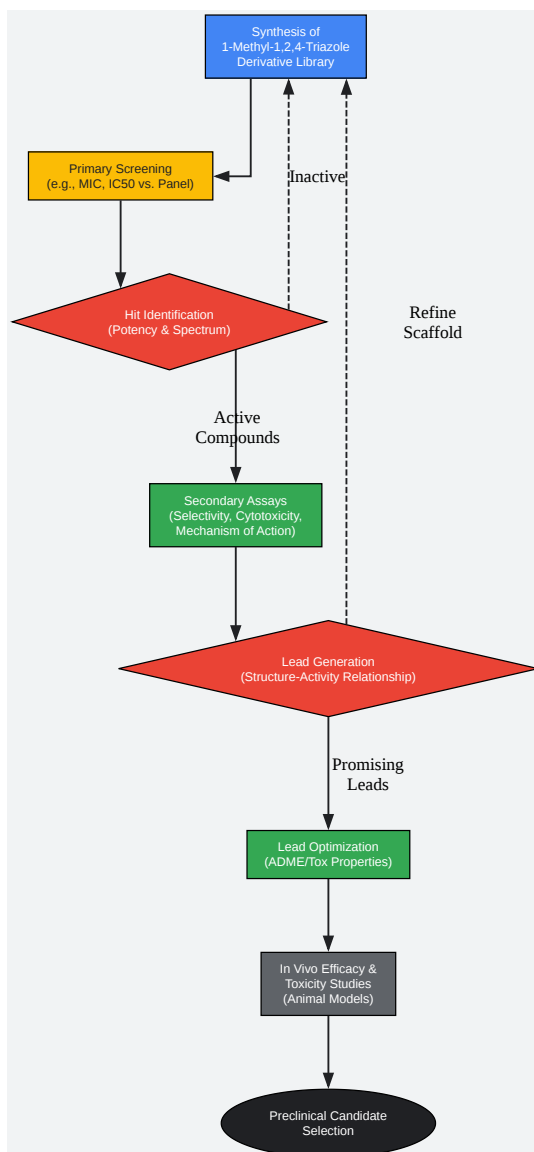 Synthesis of
1-Methyl-1,2,4-Triazole
Derivative Library
Primary Screening
(e.g., MIC, IC50 vs. Panel)
Inactive
Hit Identification
(Potency & Spectrum)
Refine
Scaffold
Active
Compounds
Secondary Assays
(Selectivity, Cytotoxicity,
Mechanism of Action)
Lead Generation
(Structure-Activity Relationship)
Promising
Leads
Lead Optimization
(ADME/Tox Properties)
In Vivo Efficacy &
Toxicity Studies
(Animal Models)
Preclinical Candidate
Selection